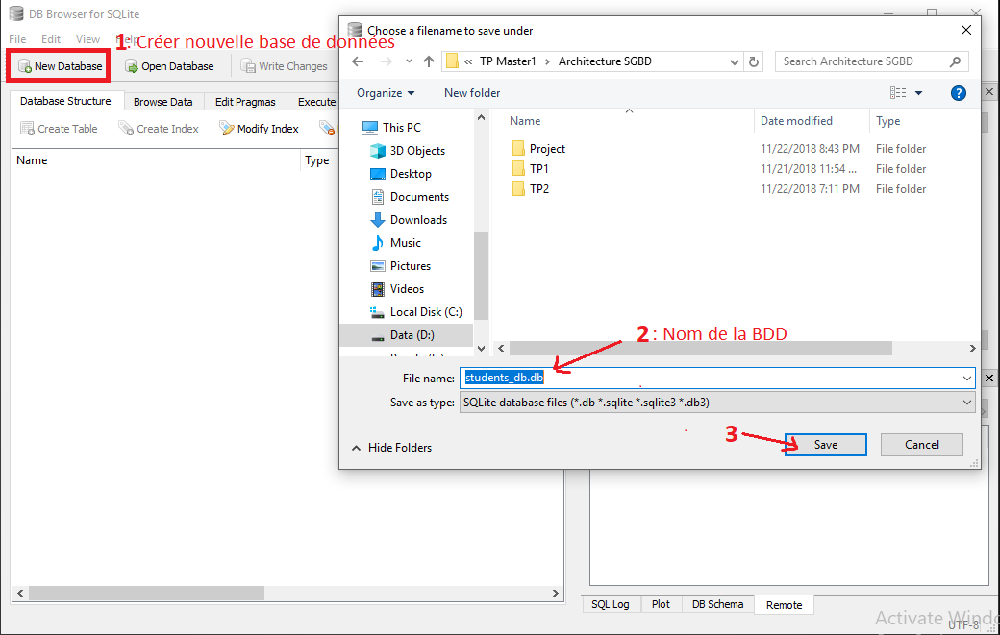 DB Browser for SQLite
File Edit View Help
1: Créer nouvelle base de données
New Database Open Database Write Changes
Database Structure Browse Data Edit Pragmas Execute
Create Table Create Index Modify Index
Name Type
Choose a filename to save under
« TP Master1 › Architecture SGBD
Search Architecture SGBD
Organize New folder
?
This PC
3D Objects
Desktop
Documents
Downloads
Music
Pictures
Videos
Local Disk (C:)
Data (D:)
Name Date modified Type
Project 11/22/2018 8:43 PM File folder
TP1 11/21/2018 11:54 ... File folder
TP2 11/22/2018 7:11 PM File folder
2: Nom de la BDD
File name: students_db.db
Save as type: SQLite database files (*.db *.sqlite *.sqlite3 *.db3)
3
Hide Folders Save Cancel
SQL Log Plot DB Schema Remote
Activate Windo
UTF-8